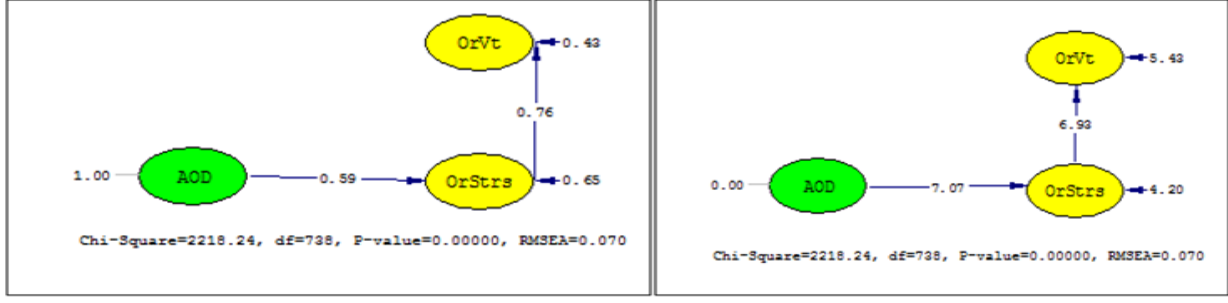 OrVt
0.43
0.76
1.00
AOD
0.59
OrStrs
0.65
Chi-Square=2218.24, df=738, P-value=0.00000, RMSEA=0.070
OrVt
5.43
6.93
0.00
AOD
7.07
OrStrs
4.20
Chi-Square=2218.24, df=738, P-value=0.00000, RMSEA=0.070